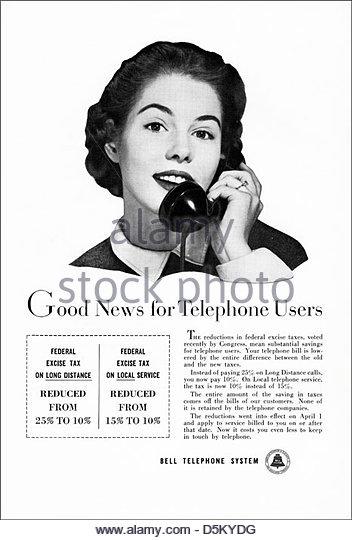 alamy
stock photo
Good News for Telephone Users
FEDERAL
EXCISE TAX
ON LONG DISTANCE
REDUCED
FROM
25% TO 10%
FEDERAL
EXCISE TAX
ON LOCAL SERVICE
REDUCED
FROM
15% TO 10%
THE reductions in federal excise taxes, voted
recently by Congress, mean substantial savings
for telephone users. Your telephone bill is low-
ered by the entire difference between the old
and the new taxes.
Instead of paying 25% on Long Distance calls,
you now pay 10%. On Local telephone service,
the tax is now 10% instead of 15%.
The entire amount of the saving in taxes
comes off the bills of our customers. None of
it is retained by the telephone companies.
The reductions went into effect on April 1
and apply to service billed to you on or after
that date. Now it costs you even less to keep
in touch by telephone.
BELL TELEPHONE SYSTEM
a alamy stock photo
D5KYDG
www.alamy.com - D5KYDG